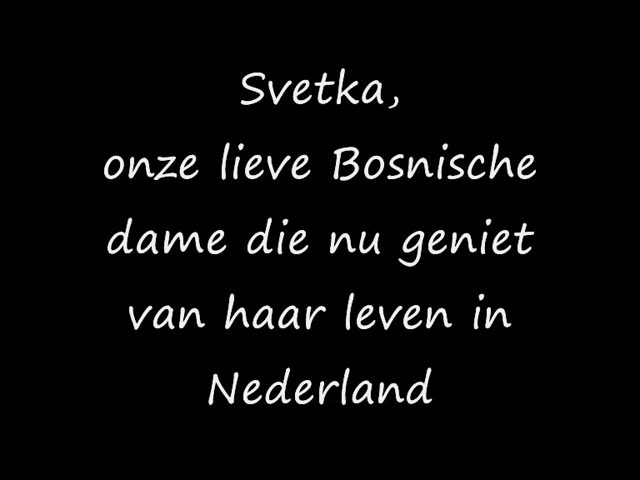 Svetka,
onze lieve Bosnische
dame die nu geniet
van haar leven in
Nederland